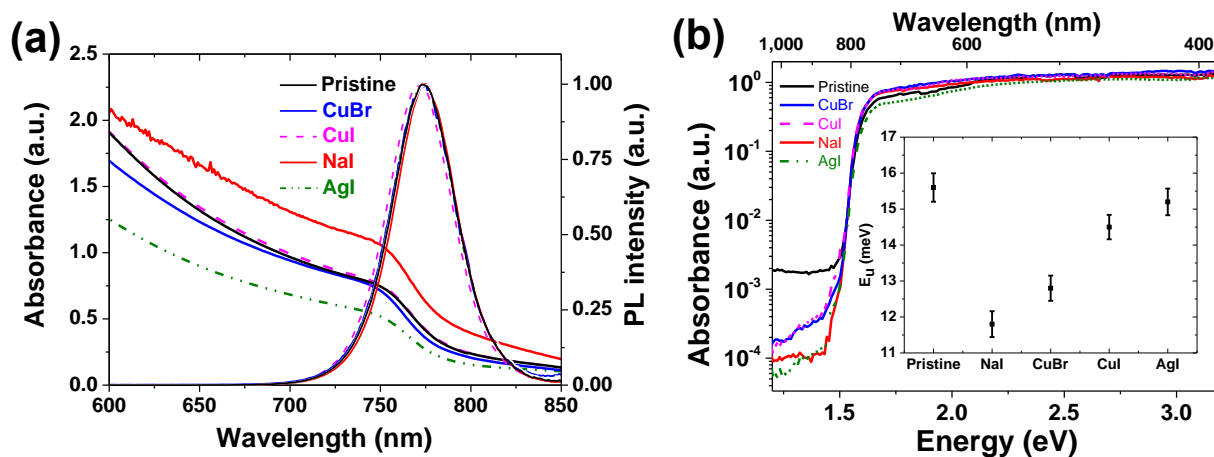 (a)
2.5
2.0
1.5
1.0
0.5
0.0
Absorbance (a.u.)
Pristine
CuBr
CuI
NaI
AgI
1.00
0.75
0.50
0.25
0.00
PL intensity (a.u.)
600 650 700 750 800 850
Wavelength (nm)
(b)
Wavelength (nm)
1,000 800 600 400
10^0
10^-1
10^-2
10^-3
10^-4
Absorbance (a.u.)
Pristine
CuBr
CuI
NaI
AgI
17
16
15
14
13
12
11
E_u (meV)
Pristine NaI CuBr CuI AgI
1.5 2.0 2.5 3.0
Energy (eV)